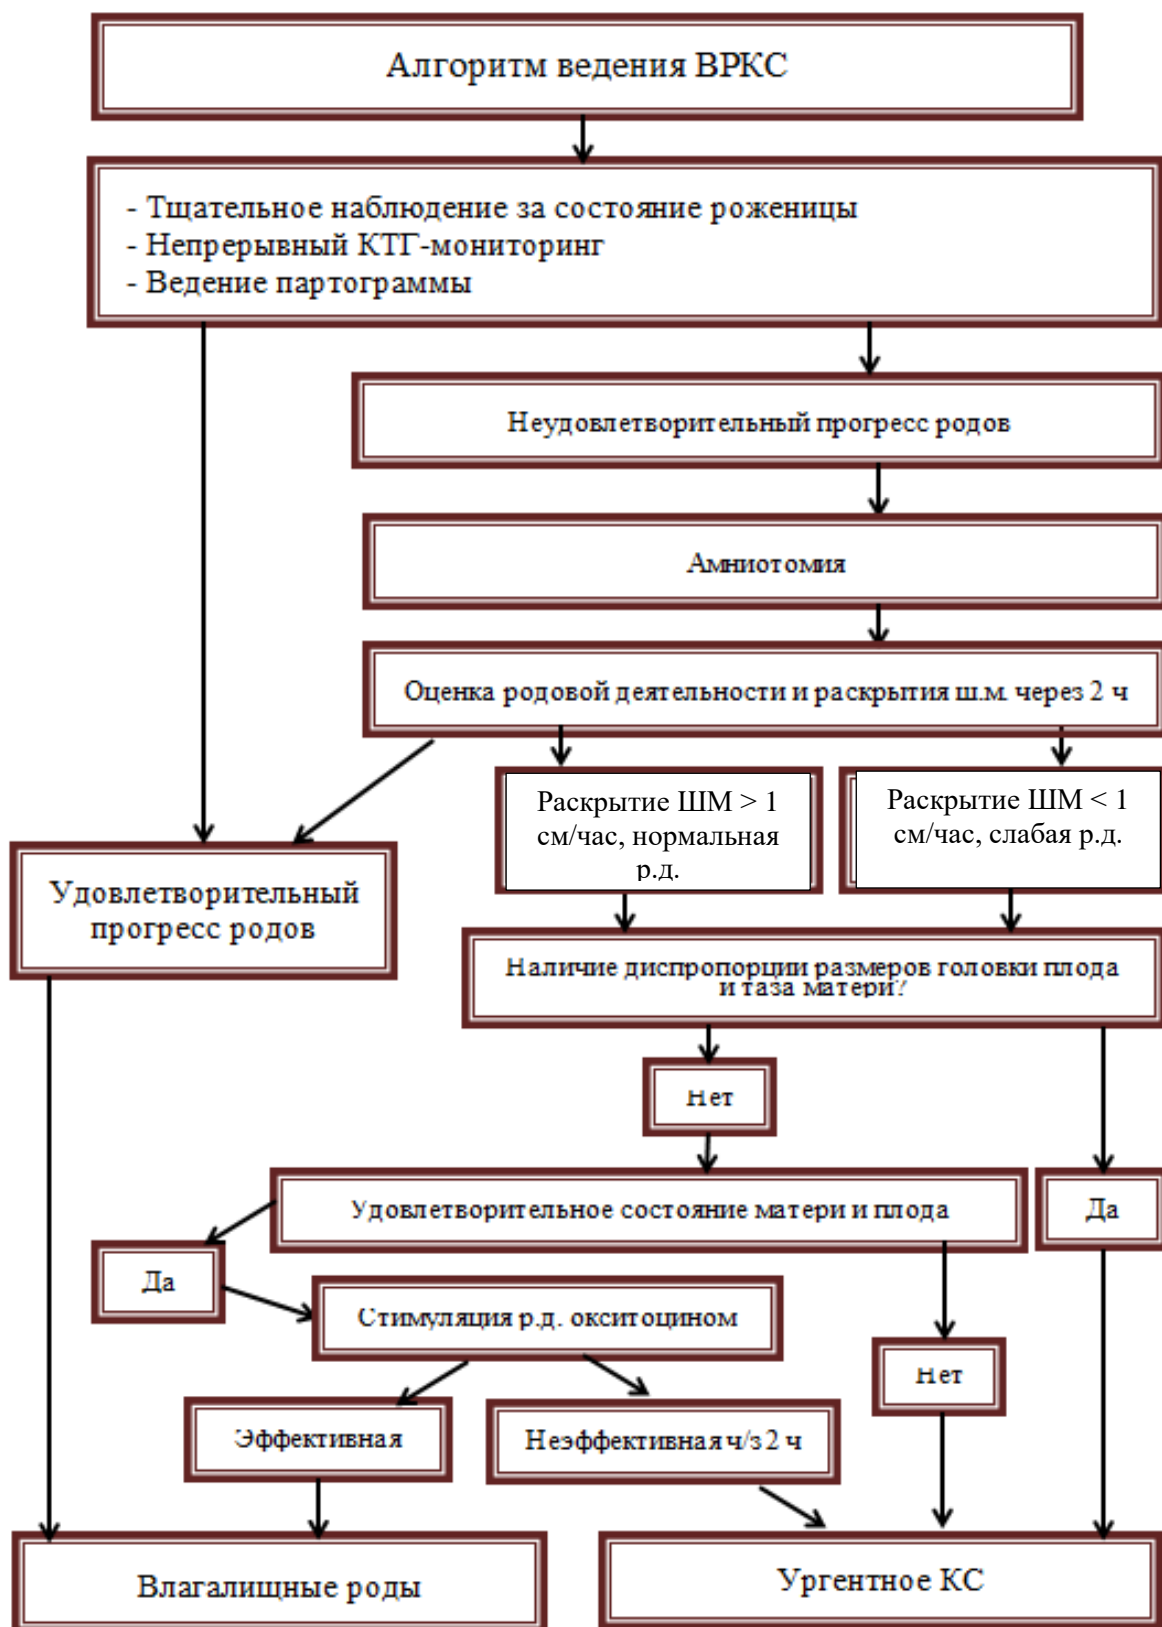 Алгоритм ведения ВРКС
- Тщательное наблюдение за состояние роженицы
- Непрерывный КТГ-мониторинг
- Ведение партограммы
Неудовлетворительный прогресс родов
Амниотомия
Оценка родовой деятельности и раскрытия ш.м. через 2 ч
Раскрытие ШМ > 1
см/час, нормальная
р.д.
Раскрытие ШМ < 1
см/час, слабая р.д.
Удовлетворительный
прогресс родов
Наличие диспропорции размеров головки плода
и таза матери?
Нет
Удовлетворительное состояние матери и плода
Да
Да
Стимуляция р.д. окситоцином
Нет
Эффективная
Неэффективная ч/з 2 ч
Влагалищные роды
Ургентное КС